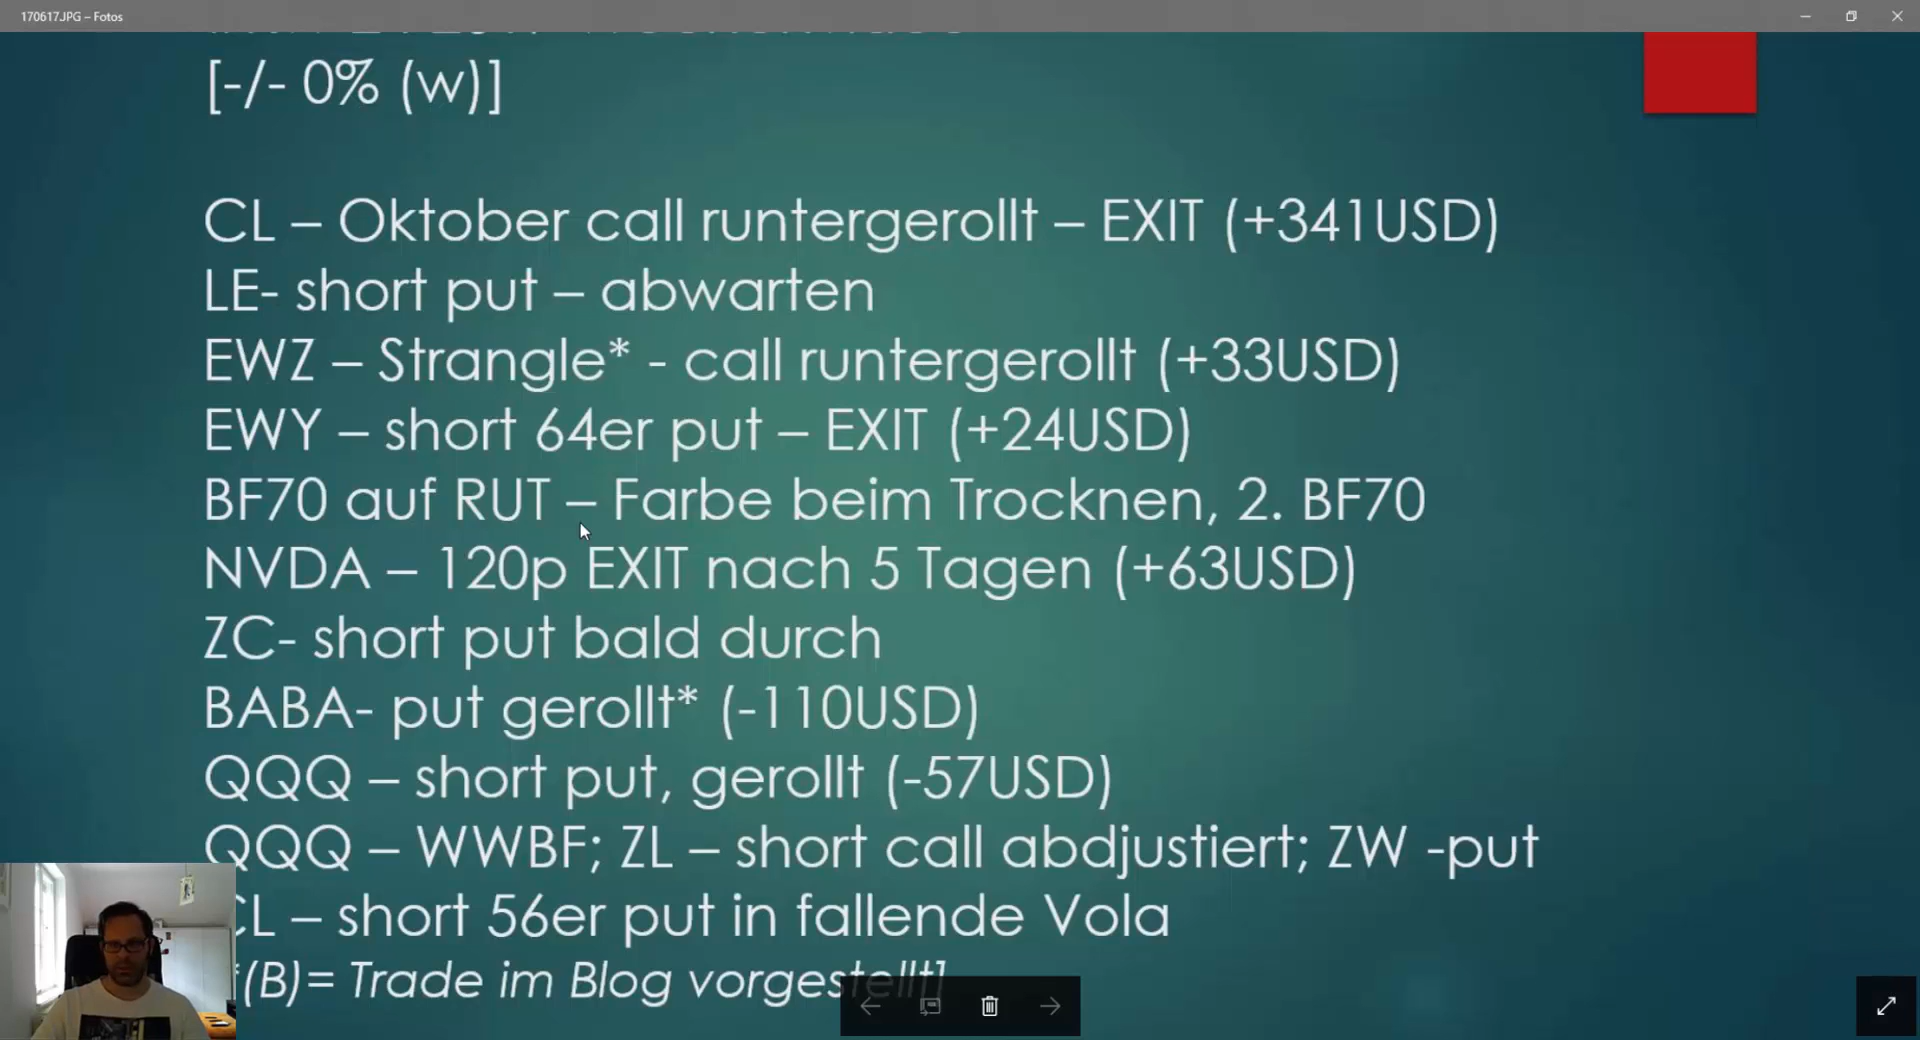 170617.JPG – Fotos
[-/- 0% (w)]
CL – Oktober call runtergerollt – EXIT (+341USD)
LE- short put – abwarten
EWZ – Strangle* - call runtergerollt (+33USD)
EWY – short 64er put – EXIT (+24USD)
BF70 auf RUT – Farbe beim Trocknen, 2. BF70
NVDA – 120p EXIT nach 5 Tagen (+63USD)
ZC- short put bald durch
BABA- put gerollt* (-110USD)
QQQ – short put, gerollt (-57USD)
QQQ – WWBF; ZL – short call abdjustiert; ZW -put
CL – short 56er put in fallende Vola
*(B)= Trade im Blog vorgestellt]